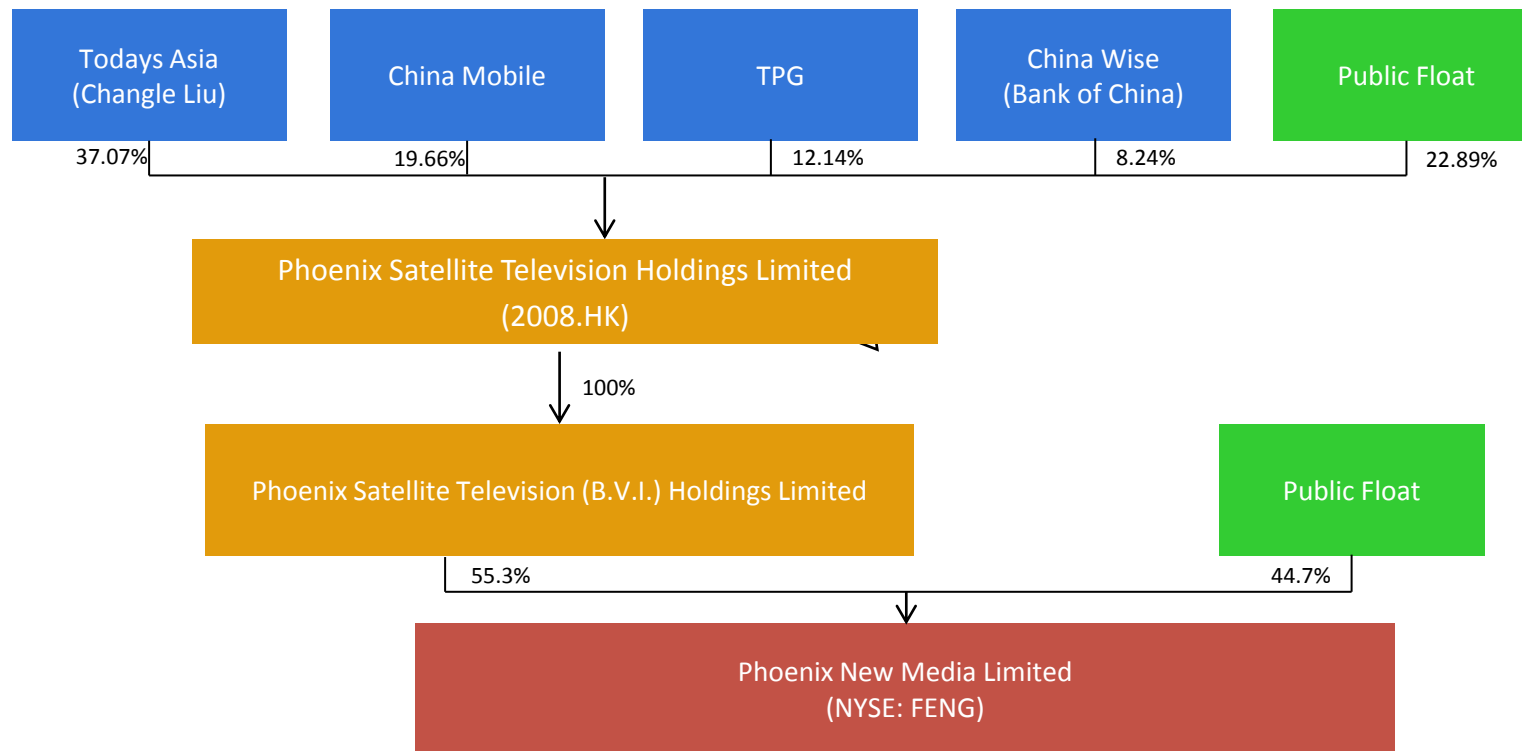 Todays Asia
(Changle Liu)
China Mobile
TPG
China Wise
(Bank of China)
Public Float
37.07%
19.66%
12.14%
8.24%
22.89%
Phoenix Satellite Television Holdings Limited
(2008.HK)
100%
Phoenix Satellite Television (B.V.I.) Holdings Limited
Public Float
55.3%
44.7%
Phoenix New Media Limited
(NYSE: FENG)